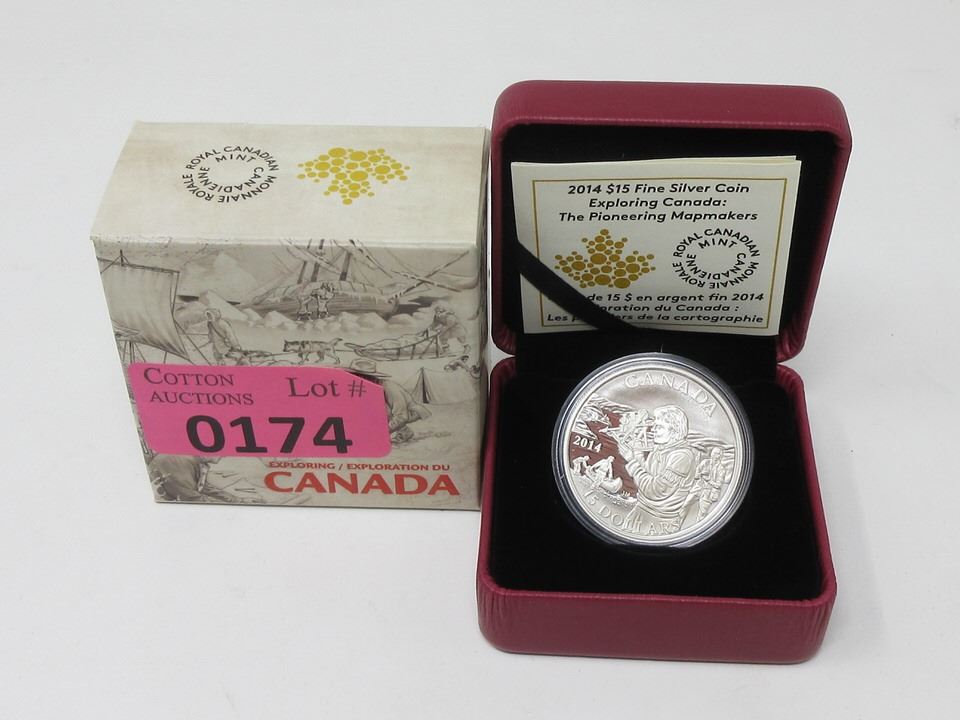 ROYAL CANADIAN MINT
MONNAIE ROYALE CANADIENNE
COTTON AUCTIONS
Lot #
0174
EXPLORING / EXPLORATION DU
CANADA
2014 $15 Fine Silver Coin
Exploring Canada:
The Pioneering Mapmakers
ROYAL CANADIAN MINT
MONNAIE ROYALE CANADIENNE
de 15 $ en argent fin 2014
du Canada :
Les de la cartographie
CANADA
2014
15 DOLLARS